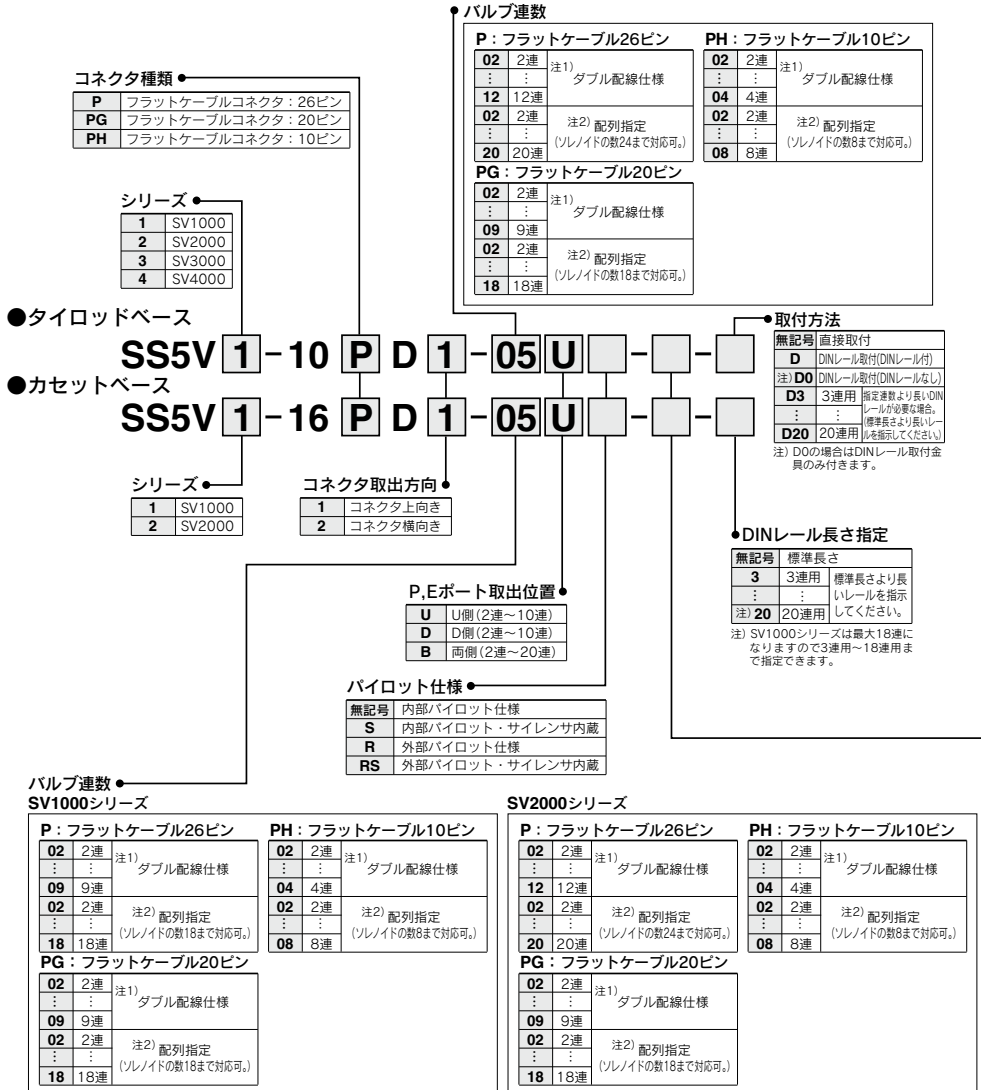 バルブ連数
P：フラットケーブル26ピン
02 2連 注1) ダブル配線仕様
⋮ ⋮
12 12連
02 2連 注2) 配列指定
⋮ ⋮ (ソレノイドの数24まで対応可。)
20 20連
PH：フラットケーブル10ピン
02 2連 注1) ダブル配線仕様
⋮ ⋮
04 4連
02 2連 注2) 配列指定
⋮ ⋮ (ソレノイドの数8まで対応可。)
08 8連
PG：フラットケーブル20ピン
02 2連 注1) ダブル配線仕様
⋮ ⋮
09 9連
02 2連 注2) 配列指定
⋮ ⋮ (ソレノイドの数18まで対応可。)
18 18連
コネクタ種類
P フラットケーブルコネクタ：26ピン
PG フラットケーブルコネクタ：20ピン
PH フラットケーブルコネクタ：10ピン
シリーズ
1 SV1000
2 SV2000
3 SV3000
4 SV4000
●タイロッドベース
SS5V 1 - 10 P D 1 - 05 U - -
●カセットベース
SS5V 1 - 16 P D 1 - 05 U - -
取付方法
無記号 直接取付
D DINレール取付(DINレール付)
注) D0 DINレール取付(DINレールなし)
D3 3連用 指定連数より長いDIN
⋮ ⋮ レールが必要な場合。
(標準長さより長いレー
D20 20連用 ルを指示してください。)
注) D0の場合はDINレール取付金
具のみ付きます。
シリーズ
1 SV1000
2 SV2000
コネクタ取出方向
1 コネクタ上向き
2 コネクタ横向き
DINレール長さ指定
無記号 標準長さ
3 3連用 標準長さより長
⋮ ⋮ いレールを指示
注) 20 20連用 してください。
注) SV1000シリーズは最大18連に
なりますので3連用〜18連用ま
で指定できます。
P,Eポート取出位置
U U側(2連〜10連)
D D側(2連〜10連)
B 両側(2連〜20連)
パイロット仕様
無記号 内部パイロット仕様
S 内部パイロット・サイレンサ内蔵
R 外部パイロット仕様
RS 外部パイロット・サイレンサ内蔵
バルブ連数
SV1000シリーズ
P：フラットケーブル26ピン
02 2連 注1) ダブル配線仕様
⋮ ⋮
09 9連
02 2連 注2) 配列指定
⋮ ⋮ (ソレノイドの数18まで対応可。)
18 18連
PH：フラットケーブル10ピン
02 2連 注1) ダブル配線仕様
⋮ ⋮
04 4連
02 2連 注2) 配列指定
⋮ ⋮ (ソレノイドの数8まで対応可。)
08 8連
PG：フラットケーブル20ピン
02 2連 注1) ダブル配線仕様
⋮ ⋮
09 9連
02 2連 注2) 配列指定
⋮ ⋮ (ソレノイドの数18まで対応可。)
18 18連
SV2000シリーズ
P：フラットケーブル26ピン
02 2連 注1) ダブル配線仕様
⋮ ⋮
12 12連
02 2連 注2) 配列指定
⋮ ⋮ (ソレノイドの数24まで対応可。)
20 20連
PH：フラットケーブル10ピン
02 2連 注1) ダブル配線仕様
⋮ ⋮
04 4連
02 2連 注2) 配列指定
⋮ ⋮ (ソレノイドの数8まで対応可。)
08 8連
PG：フラットケーブル20ピン
02 2連 注1) ダブル配線仕様
⋮ ⋮
09 9連
02 2連 注2) 配列指定
⋮ ⋮ (ソレノイドの数18まで対応可。)
18 18連